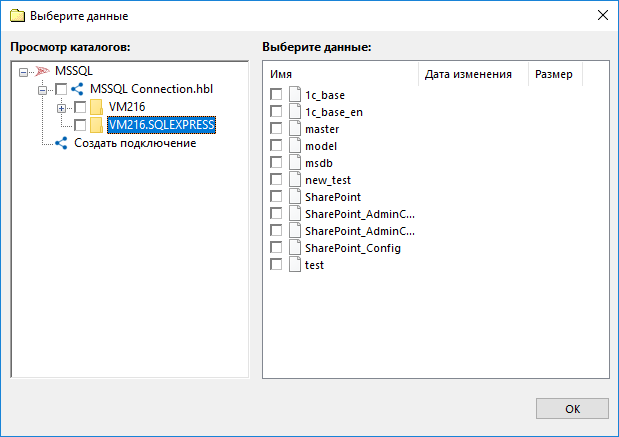 Выберите данные
Просмотр каталогов:
MSSQL
MSSQL Connection.hbl
VM216
VM216.SQLEXPRESS
Создать подключение
Выберите данные:
Имя Дата изменения Размер
1c_base
1c_base_en
master
model
msdb
new_test
SharePoint
SharePoint_AdminC...
SharePoint_AdminC...
SharePoint_Config
test
OK